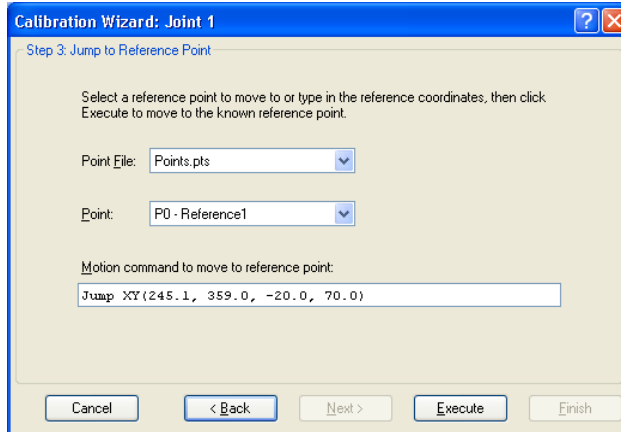 Calibration Wizard: Joint 1
Step 3: Jump to Reference Point
Select a reference point to move to or type in the reference coordinates, then click
Execute to move to the known reference point.
Point File: Points.pts
Point: P0 - Reference1
Motion command to move to reference point:
Jump XY(245.1, 359.0, -20.0, 70.0)
Cancel < Back Next > Execute Finish